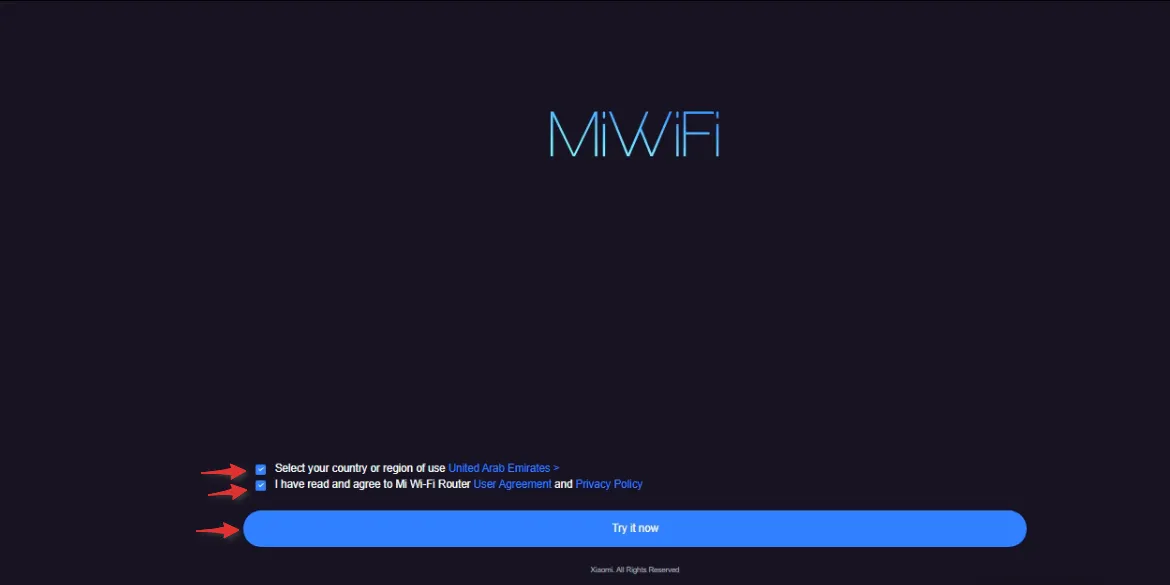 MiWiFi
Select your country or region of use United Arab Emirates >
I have read and agree to Mi Wi-Fi Router User Agreement and Privacy Policy
Try it now
Xiaomi. All Rights Reserved